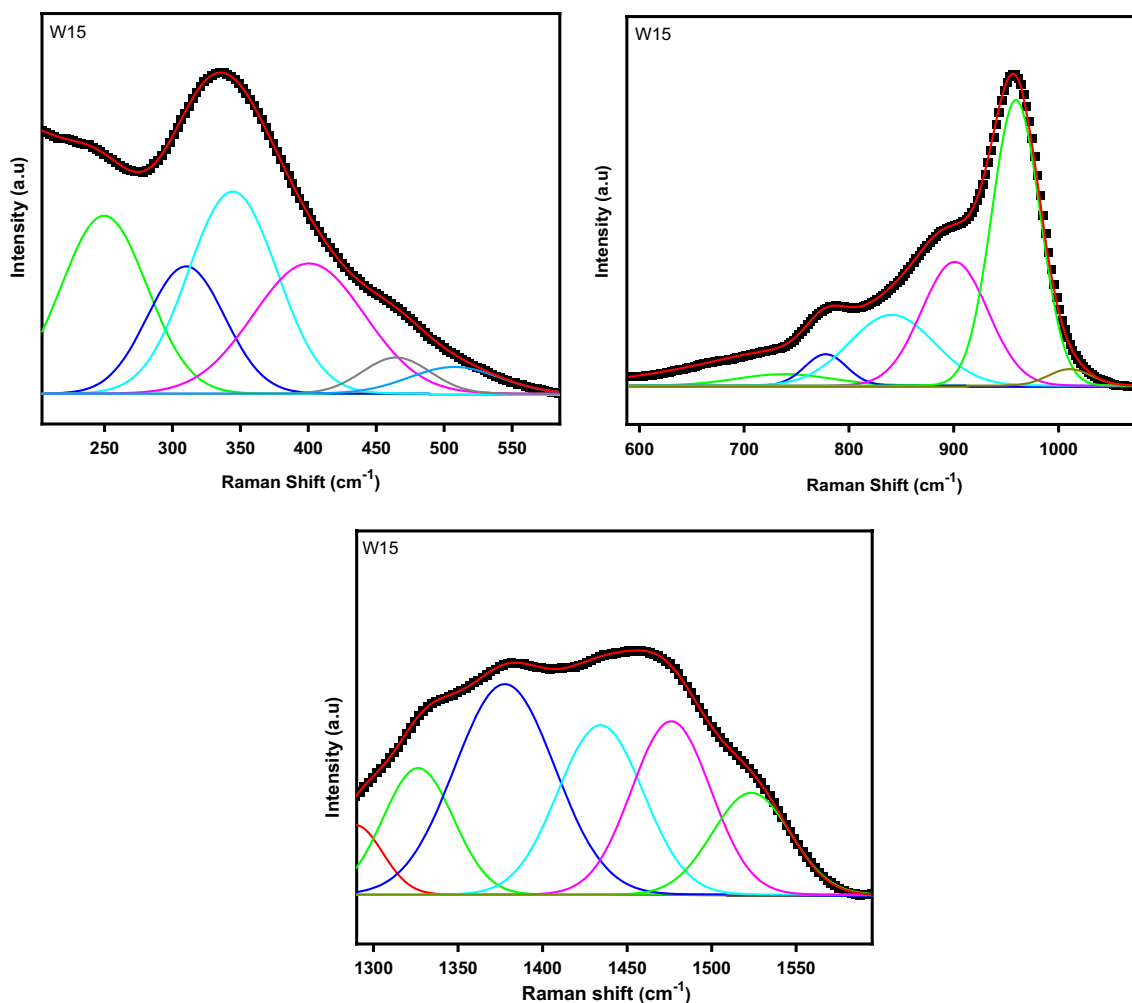 W15
Intensity (a.u)
250 300 350 400 450 500 550
Raman Shift (cm⁻¹)
W15
Intensity (a.u)
600 700 800 900 1000
Raman Shift (cm⁻¹)
W15
Intensity (a.u)
1300 1350 1400 1450 1500 1550
Raman shift (cm⁻¹)